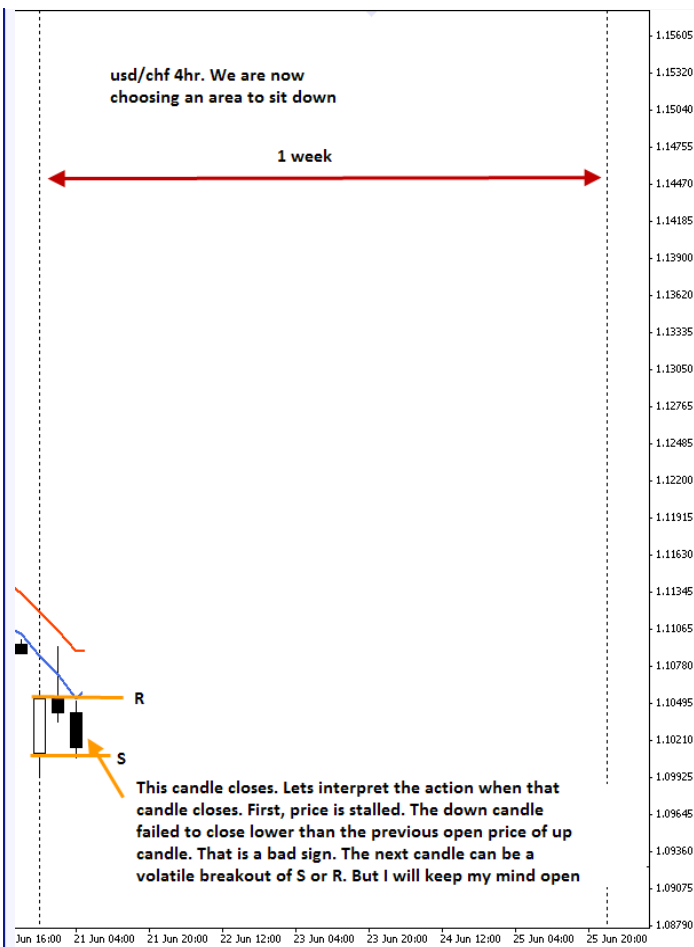 1.15605
usd/chf 4hr. We are now
1.15320
choosing an area to sit down
1.15040
1 week
1.14755
1.14470
1.14185
1.13900
1.13620
1.13335
1.13050
1.12765
1.12485
1.12200
1.11915
1.11630
1.11345
1.11065
1.10780
R
1.10495
1.10210
S
1.09925
This candle closes. Lets interpret the action when that
candle closes. First, price is stalled. The down candle
1.09645
failed to close lower than the previous open price of up
candle. That is a bad sign. The next candle can be a
1.09360
volatile breakout of S or R. But I will keep my mind open
1.09075
1.08790
Jun 16:00 21 Jun 04:00 21 Jun 20:00 22 Jun 12:00 23 Jun 04:00 23 Jun 20:00 24 Jun 12:00 25 Jun 04:00 25 Jun 20:00